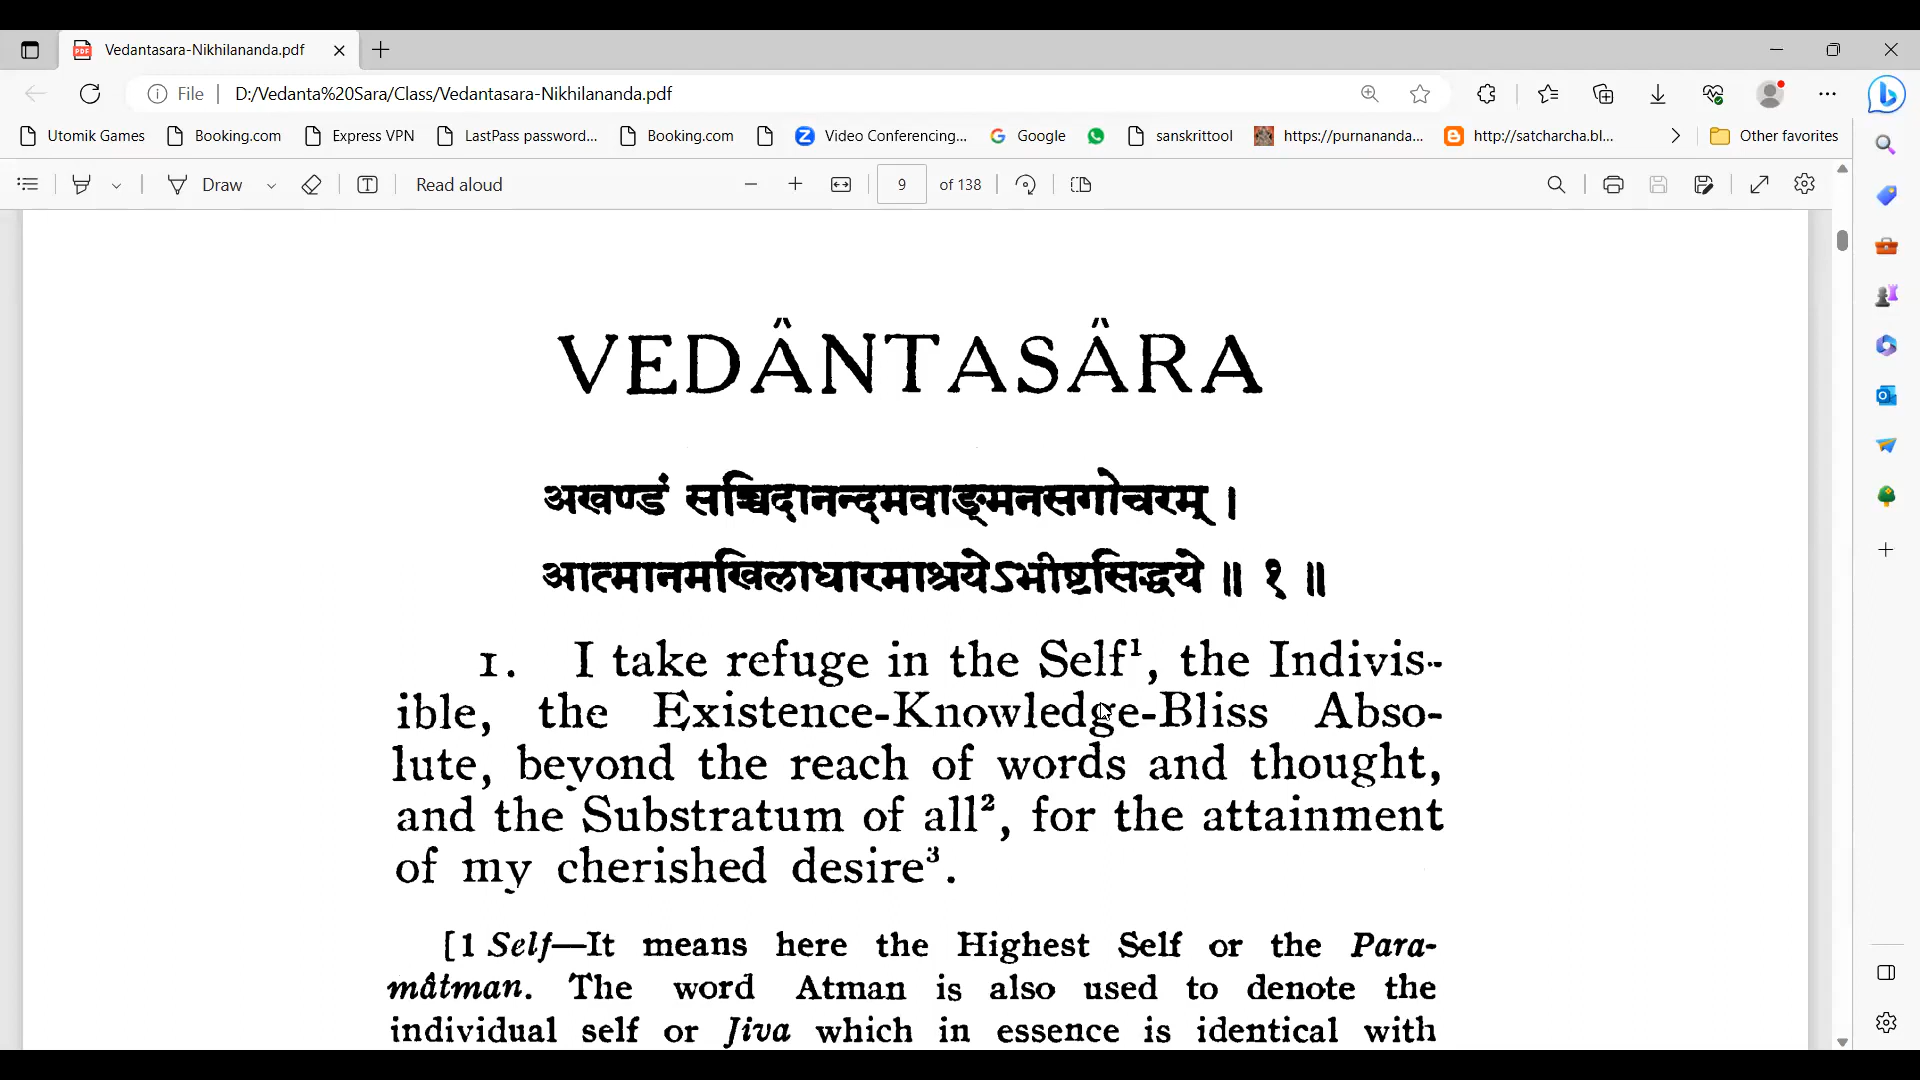 Vedantasara-Nikhilananda.pdf
File D:/Vedanta%20Sara/Class/Vedantasara-Nikhilananda.pdf
Utomik Games Booking.com Express VPN LastPass password... Booking.com Video Conferencing... Google sanskrittool https://purnananda... http://satcharcha.bl... Other favorites
Draw Read aloud 9 of 138
VEDÂNTASÂRA
अखण्डं सच्चिदानन्दमवाङ्मनसगोचरम् ।
आत्मानमखिलाधारमाश्रयेऽभीष्टसिद्धये ॥ १ ॥
1. I take refuge in the Self¹, the Indivis-
ible, the Existence-Knowledge-Bliss Abso-
lute, beyond the reach of words and thought,
and the Substratum of all², for the attainment
of my cherished desire³.
[1 Self—It means here the Highest Self or the Para-
mâtman. The word Atman is also used to denote the
individual self or Jiva which in essence is identical with